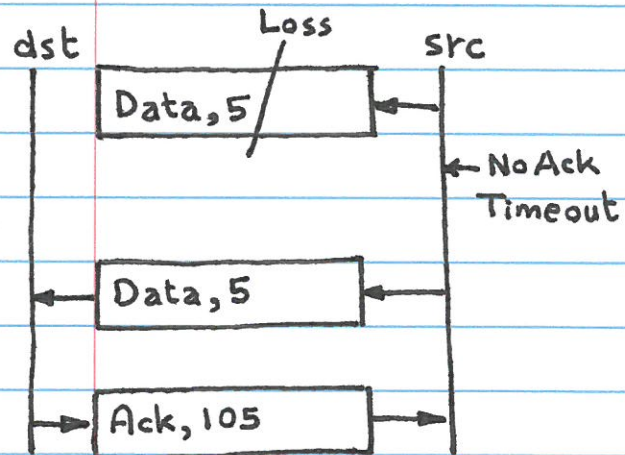 Loss
dst
src
Data, 5
No Ack
Timeout
Data, 5
Ack, 105